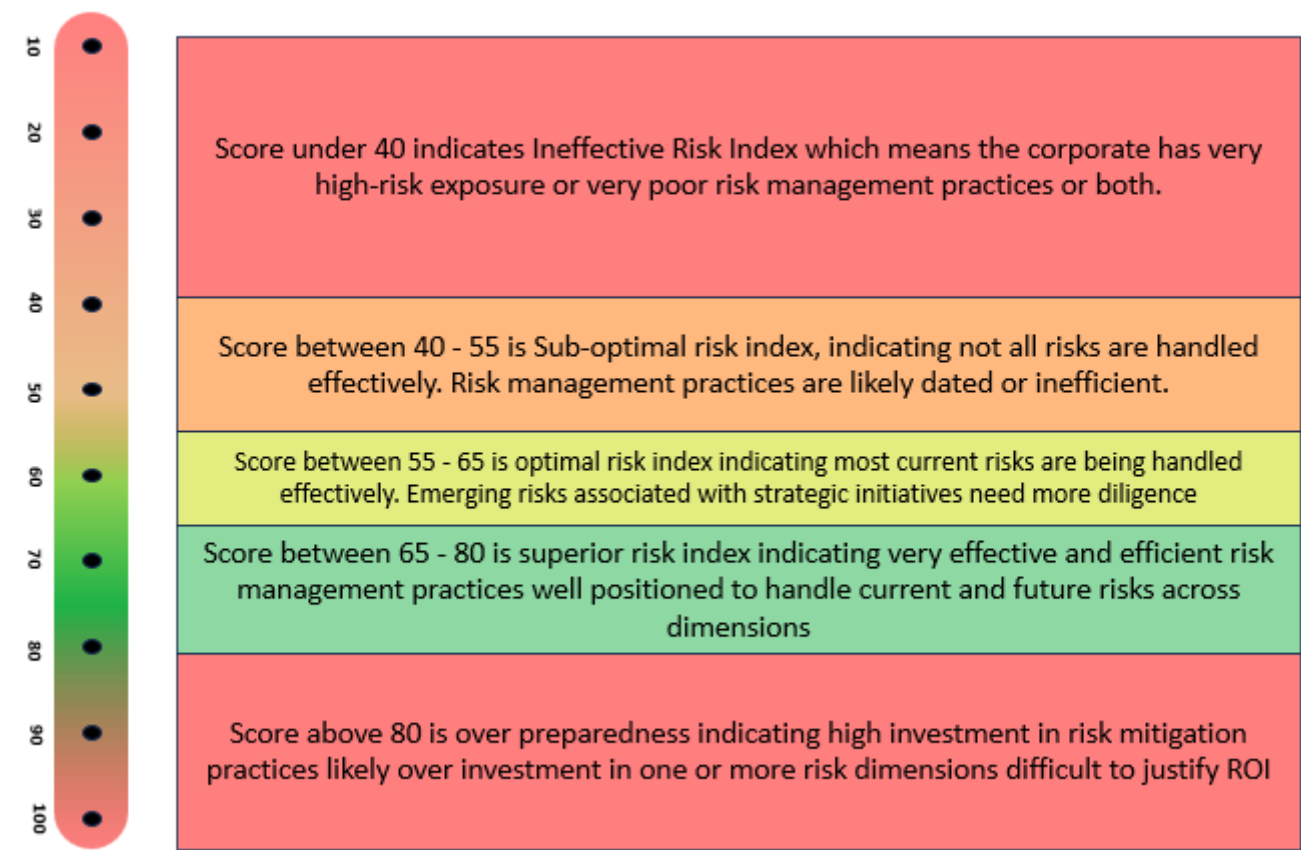 10
20
30
40
50
60
70
80
90
100
Score under 40 indicates Ineffective Risk Index which means the corporate has very
high-risk exposure or very poor risk management practices or both.
Score between 40 - 55 is Sub-optimal risk index, indicating not all risks are handled
effectively. Risk management practices are likely dated or inefficient.
Score between 55 - 65 is optimal risk index indicating most current risks are being handled
effectively. Emerging risks associated with strategic initiatives need more diligence
Score between 65 - 80 is superior risk index indicating very effective and efficient risk
management practices well positioned to handle current and future risks across
dimensions
Score above 80 is over preparedness indicating high investment in risk mitigation
practices likely over investment in one or more risk dimensions difficult to justify ROI